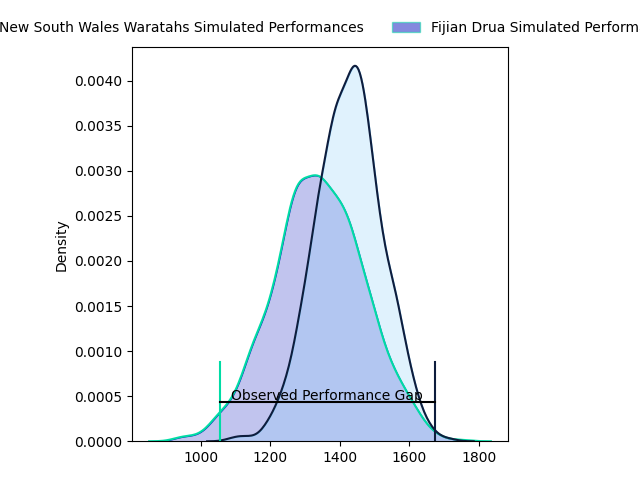 New South Wales Waratahs Simulated Performances
Fijian Drua Simulated
Density
0.0040
0.0035
0.0030
0.0025
0.0020
0.0015
0.0010
0.0005
0.0000
Observed Performance Gap
1000 1200 1400 1600 1800